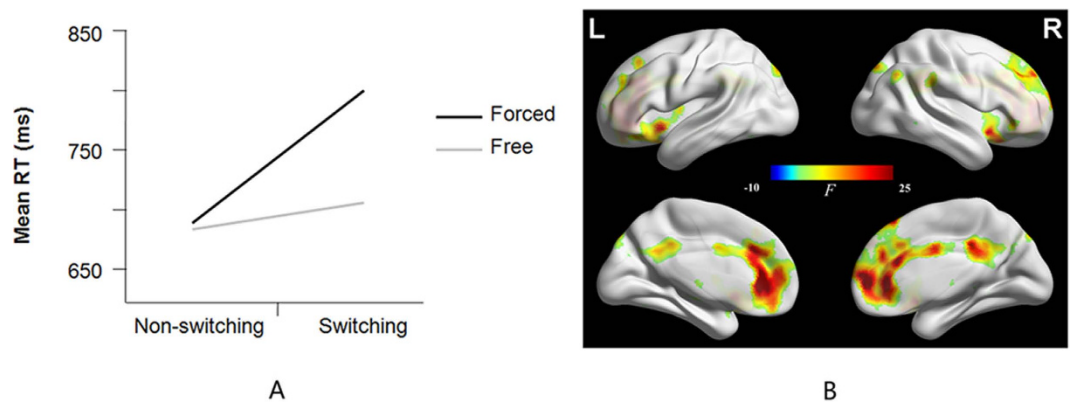 850
750
650
Mean RT (ms)
Non-switching
Switching
Forced
Free
A
L
R
-10
F
25
B